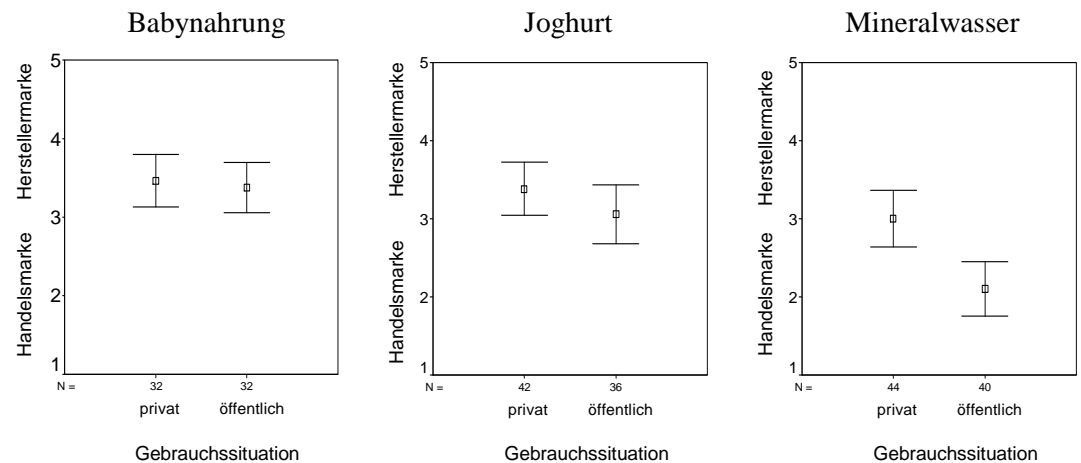 Babynahrung
Herstellermarke
Handelsmarke
5
4
3
2
1
N =
32
32
privat
öffentlich
Gebrauchssituation
Joghurt
Herstellermarke
Handelsmarke
5
4
3
2
1
N =
42
36
privat
öffentlich
Gebrauchssituation
Mineralwasser
Herstellermarke
Handelsmarke
5
4
3
2
1
N =
44
40
privat
öffentlich
Gebrauchssituation